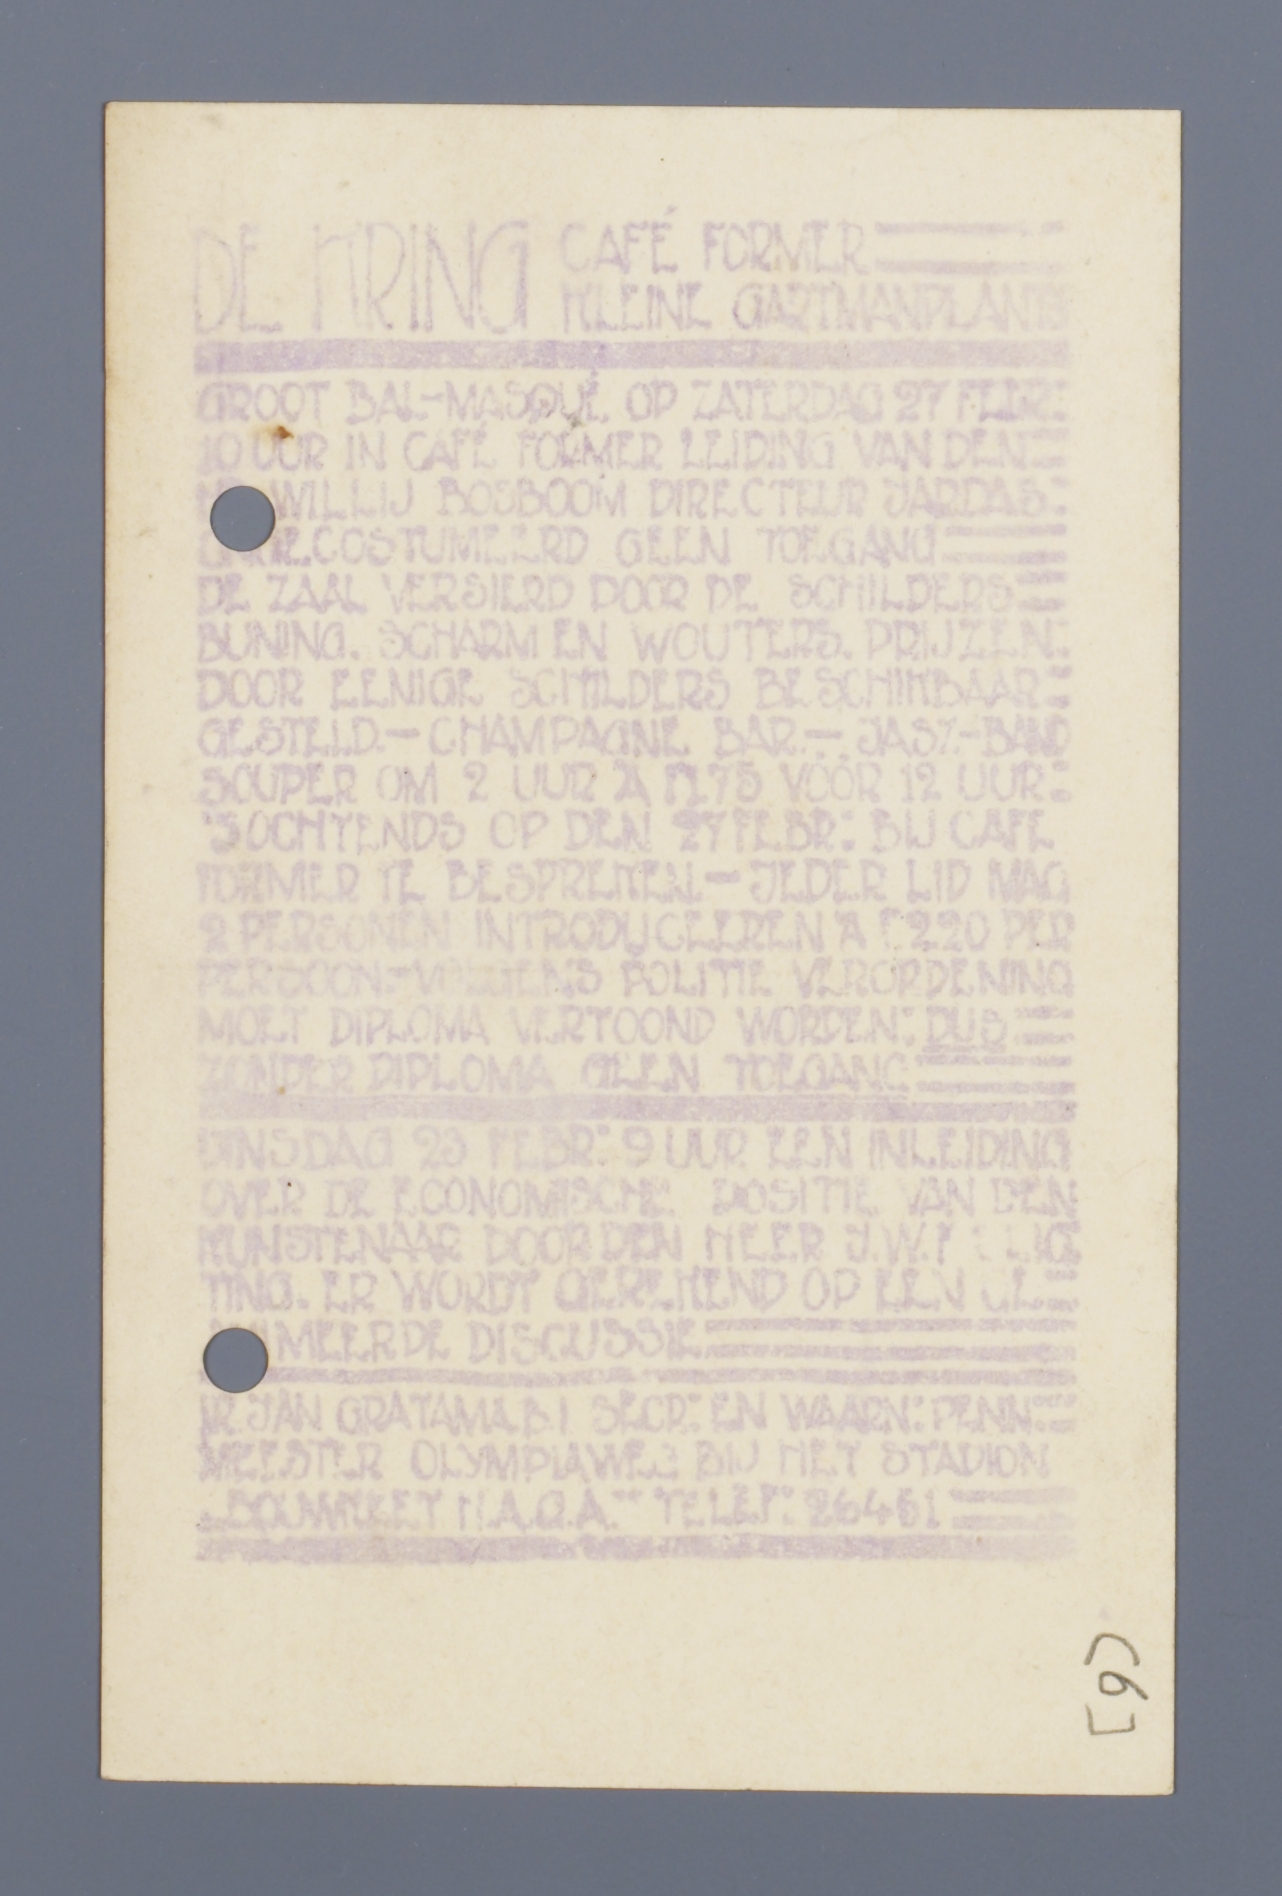 DE KRING CAFÉ FORMER
KLEINE GARTMANPLANTS
GROOT BAL-MASQUÉ OP ZATERDAG 27 FEBR:
10 UUR IN CAFÉ FORMER LEIDING VAN DEN
WILLIJ BOSBOOM DIRECTEUR JARDAS:
ONGECOSTUMEERD GEEN TOEGANG
DE ZAAL VERSIERD DOOR DE SCHILDERS
BUNING. SCHARM EN WOUTERS. PRIJZEN:
DOOR EENIGE SCHILDERS BESCHIKBAAR
GESTELD.— CHAMPAGNE BAR.— JASZ-BAND
SOUPER OM 2 UUR À F1.75 VÓÓR 12 UUR:
'S OCHTENDS OP DEN 27 FEBR: BIJ CAFÉ
FORMER TE BESPREKEN.— IEDER LID MAG
2 PERSONEN INTRODUCEEREN À F 2.20 PER
PERSOON.- VOLGENS POLITIE VERORDENING
MOET DIPLOMA VERTOOND WORDEN: DUS
ZONDER DIPLOMA GEEN TOEGANG
DINSDAG 23 FEBR: 9 UUR EEN INLEIDING
OVER DE ECONOMISCHE POSITIE VAN DEN
KUNSTENAAR DOOR DEN HEER J.W.F
TING. ER WORDT GEREKEND OP EEN GE=
ANIMEERDE DISCUSSIE
IR JAN GRATAMA B.I SECR: EN WAARN: PENN:
MEESTER OLYMPIAWEG BIJ HET STADION
„BOUWKEET H.A.G.A." TELEF: 26461
[9)